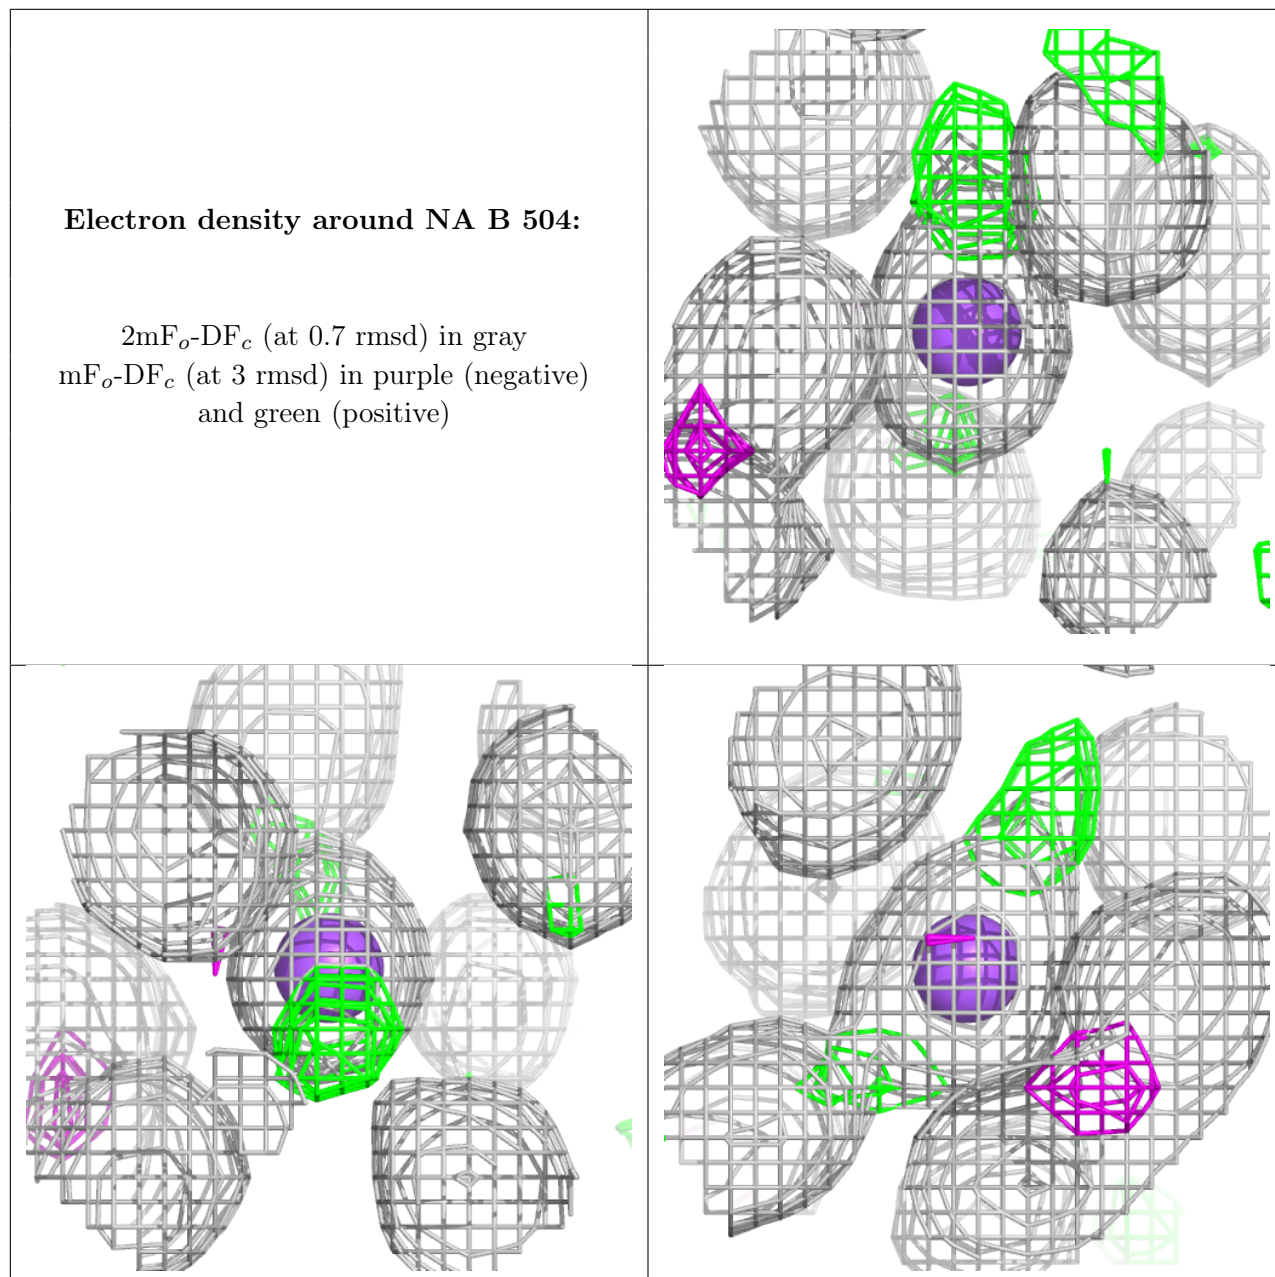 Electron density around NA B 504:
2mFo-DFc (at 0.7 rmsd) in gray
mFo-DFc (at 3 rmsd) in purple (negative)
and green (positive)